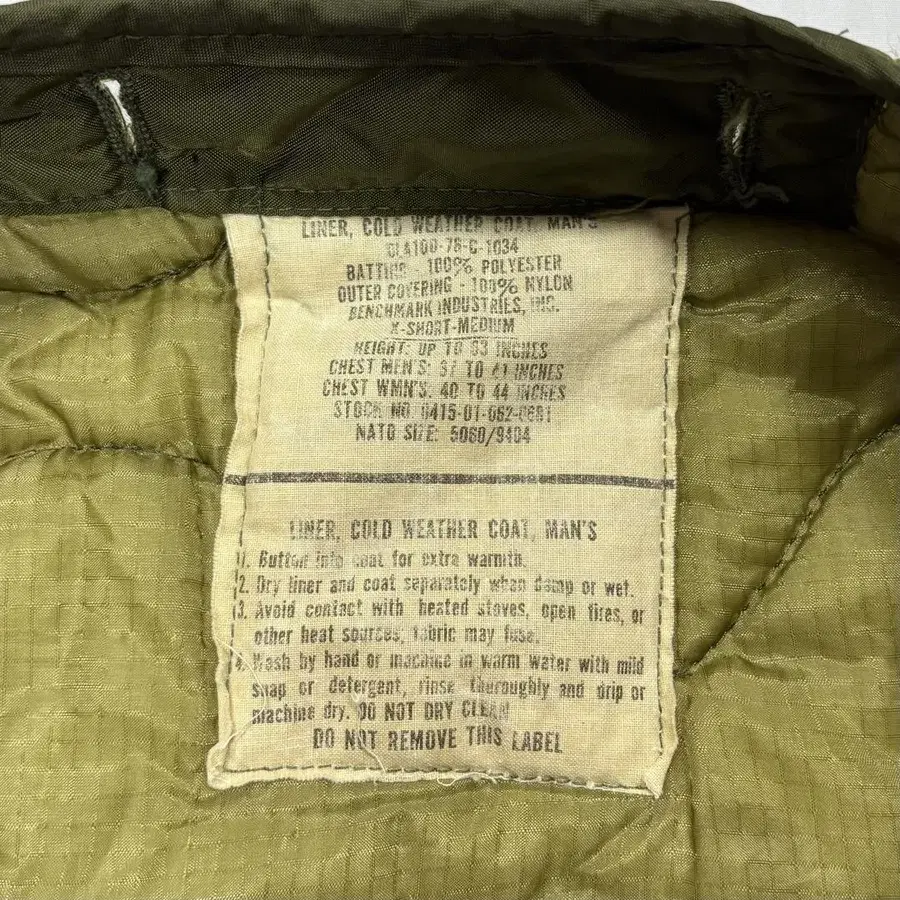 LINER, COLD WEATHER COAT, MAN'S
DLA100-78-C-1034
BATTING - 100% POLYESTER
OUTER COVERING - 100% NYLON
BENCHMARK INDUSTRIES, INC.
X-SHORT-MEDIUM
HEIGHT: UP TO 63 INCHES
CHEST MEN'S: 37 TO 41 INCHES
CHEST WMN'S: 40 TO 44 INCHES
STOCK NO.
NATO SIZE: 5060/9404
LINER, COLD WEATHER COAT, MAN'S
1. Button into coat for extra warmth.
2. Dry liner and coat separately when damp or wet.
3. Avoid contact with heated stoves, open fires, or
other heat sources, fabric may fuse.
4. Wash by hand or machine in warm water with mild
soap or detergent, rinse thoroughly and drip or
machine dry. DO NOT DRY CLEAN
DO NOT REMOVE THIS LABEL